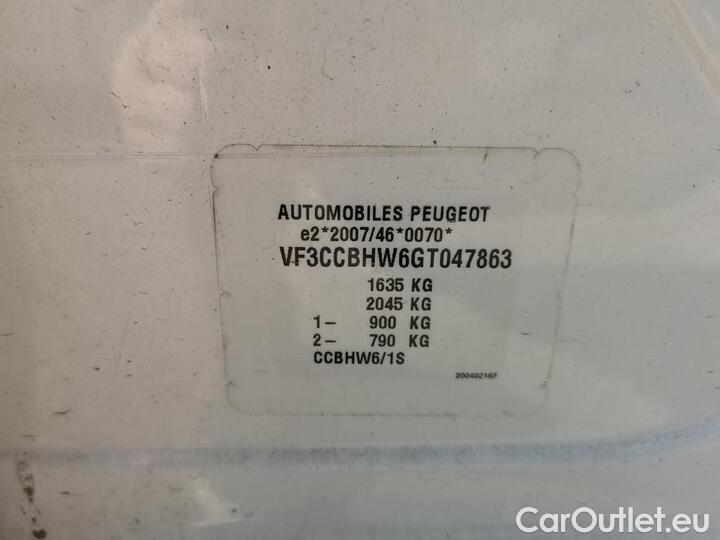 AUTOMOBILES PEUGEOT
e2*2007/46*0070*
VF3CCBHW6GT047863
1635 KG
2045 KG
1- 900 KG
2- 790 KG
CCBHW6/1S
200492167
CarOutlet.eu